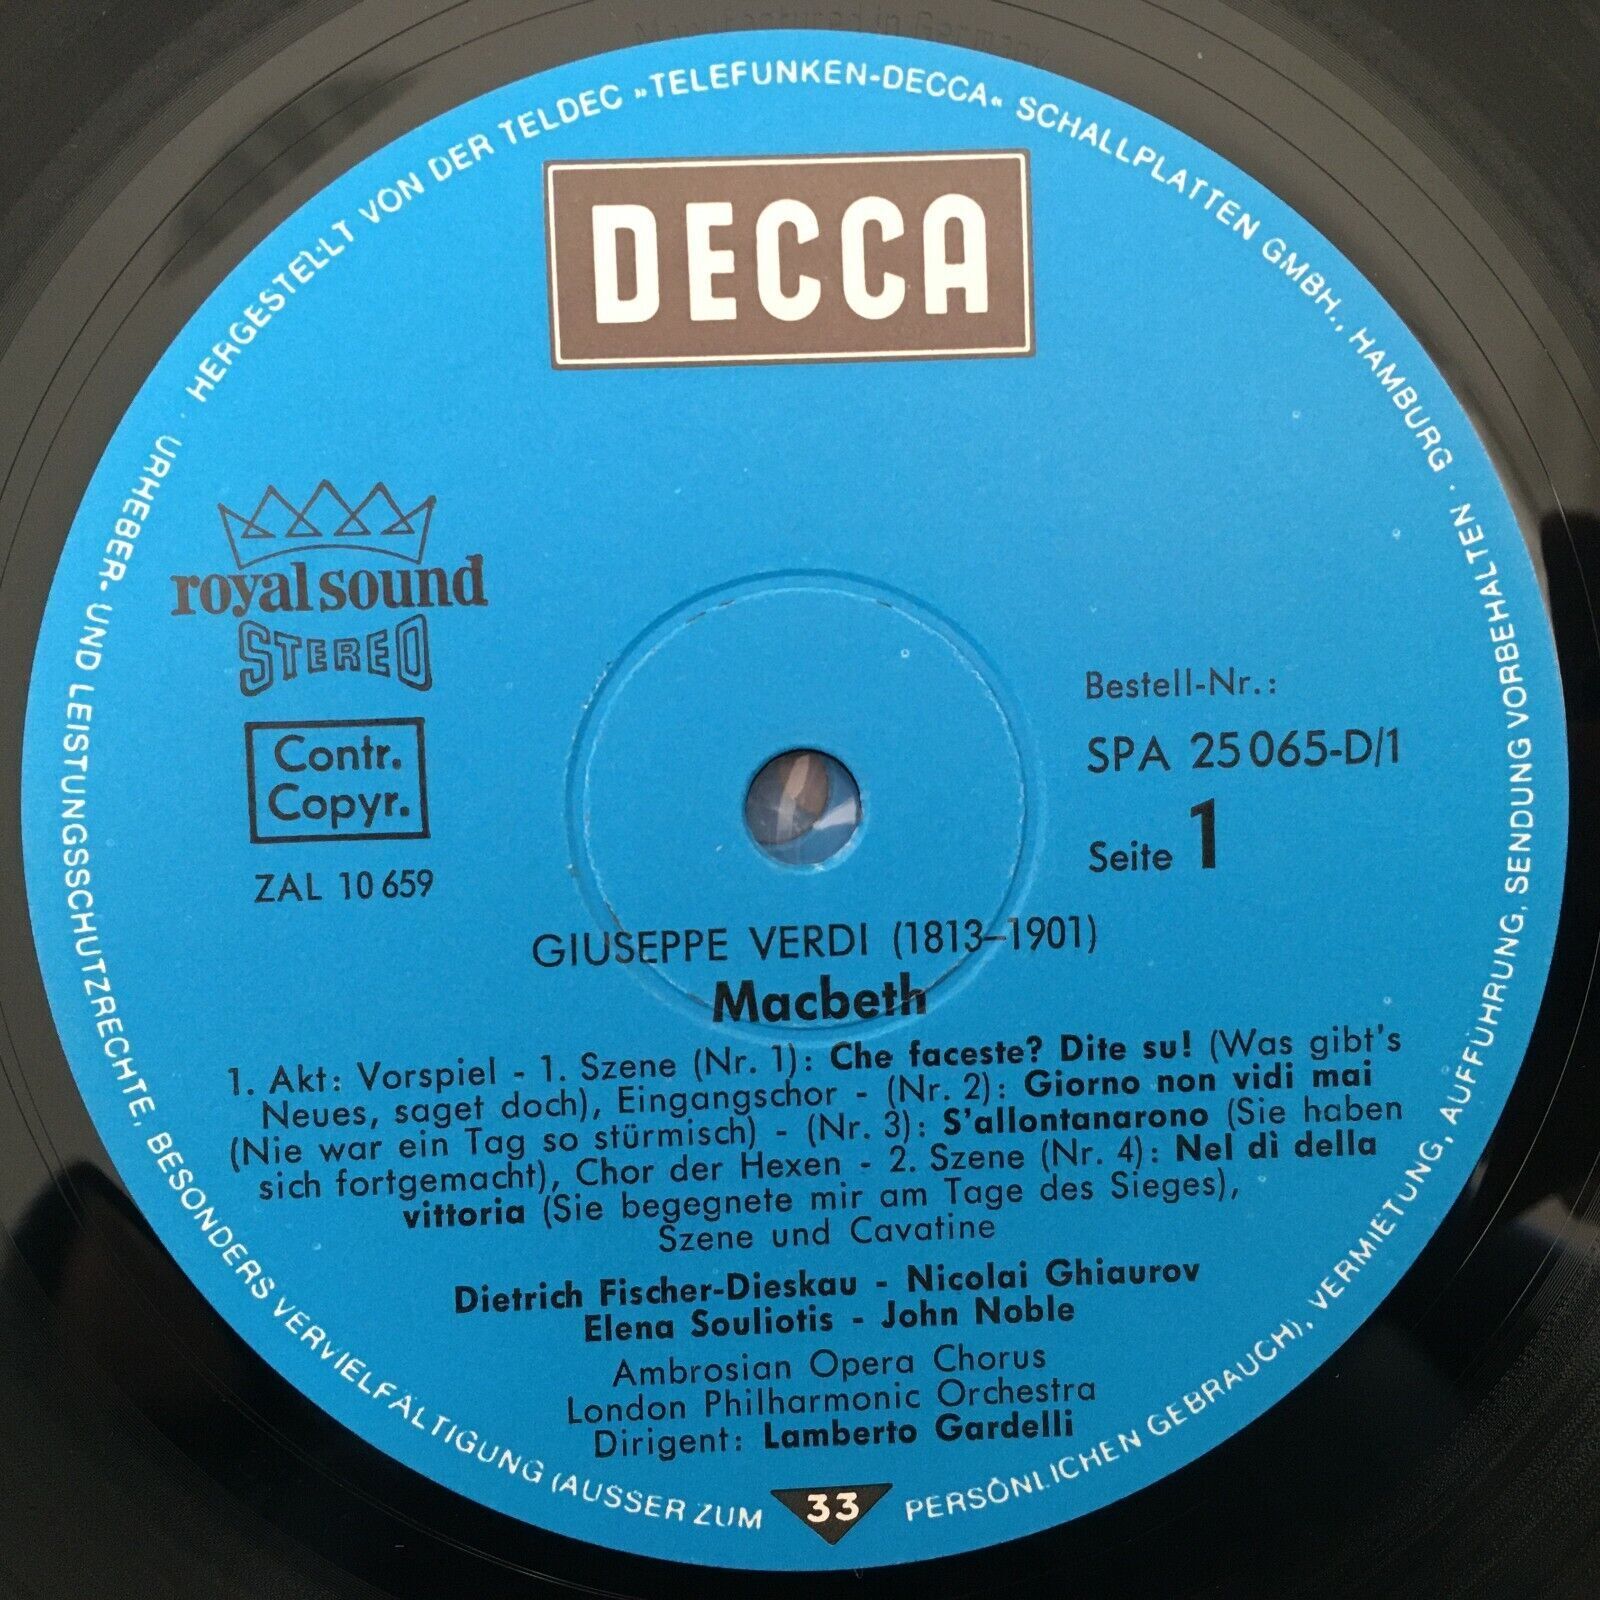 HERGESTELLT VON DER TELDEC »TELEFUNKEN-DECCA« SCHALLPLATTEN GMBH., HAMBURG ·
URHEBER- UND LEISTUNGSSCHUTZRECHTE, BESONDERS VERVIELFÄLTIGUNG (AUSSER ZUM PERSÖNLICHEN GEBRAUCH), VERMIETUNG, AUFFÜHRUNG, SENDUNG VORBEHALTEN ·
DECCA
royal sound
STEREO
Contr.
Copyr.
ZAL 10 659
Bestell-Nr.:
SPA 25 065-D/1
Seite 1
GIUSEPPE VERDI (1813–1901)
Macbeth
1. Akt: Vorspiel - 1. Szene (Nr. 1): Che faceste? Dite su! (Was gibt's
Neues, saget doch), Eingangschor - (Nr. 2): Giorno non vidi mai
(Nie war ein Tag so stürmisch) - (Nr. 3): S'allontanarono (Sie haben
sich fortgemacht), Chor der Hexen - 2. Szene (Nr. 4): Nel dì della
vittoria (Sie begegnete mir am Tage des Sieges),
Szene und Cavatine
Dietrich Fischer-Dieskau - Nicolai Ghiaurov
Elena Souliotis - John Noble
Ambrosian Opera Chorus
London Philharmonic Orchestra
Dirigent: Lamberto Gardelli
33